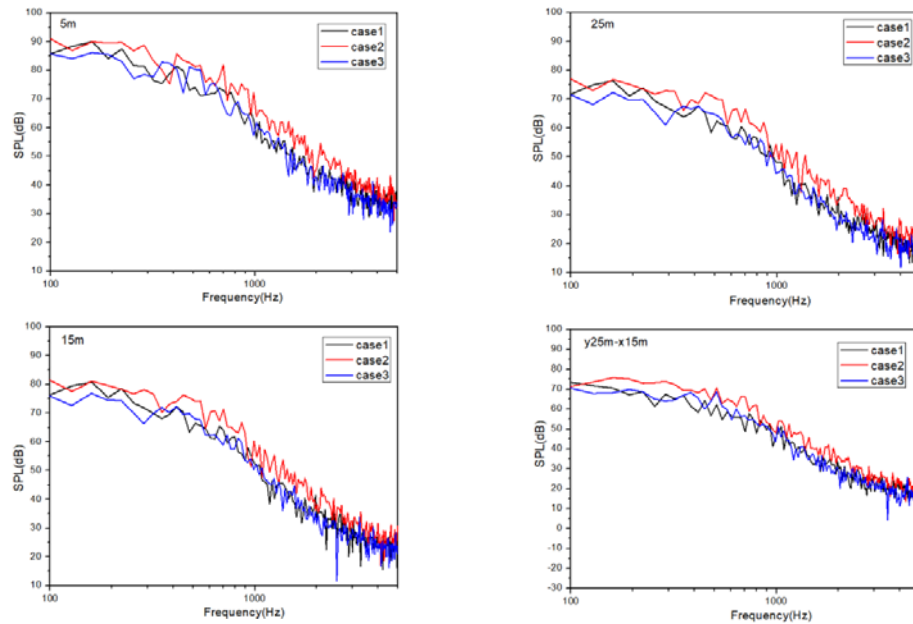 5m
case1
case2
case3
100
90
80
70
60
50
40
30
20
10
SPL(dB)
100
1000
Frequency(Hz)
25m
case1
case2
case3
100
90
80
70
60
50
40
30
20
10
SPL(dB)
100
1000
Frequency(Hz)
15m
case1
case2
case3
100
90
80
70
60
50
40
30
20
10
SPL(dB)
100
1000
Frequency(Hz)
y25m-x15m
case1
case2
case3
100
90
80
70
60
50
40
30
20
10
0
-10
-20
-30
SPL(dB)
100
1000
Frequency(Hz)